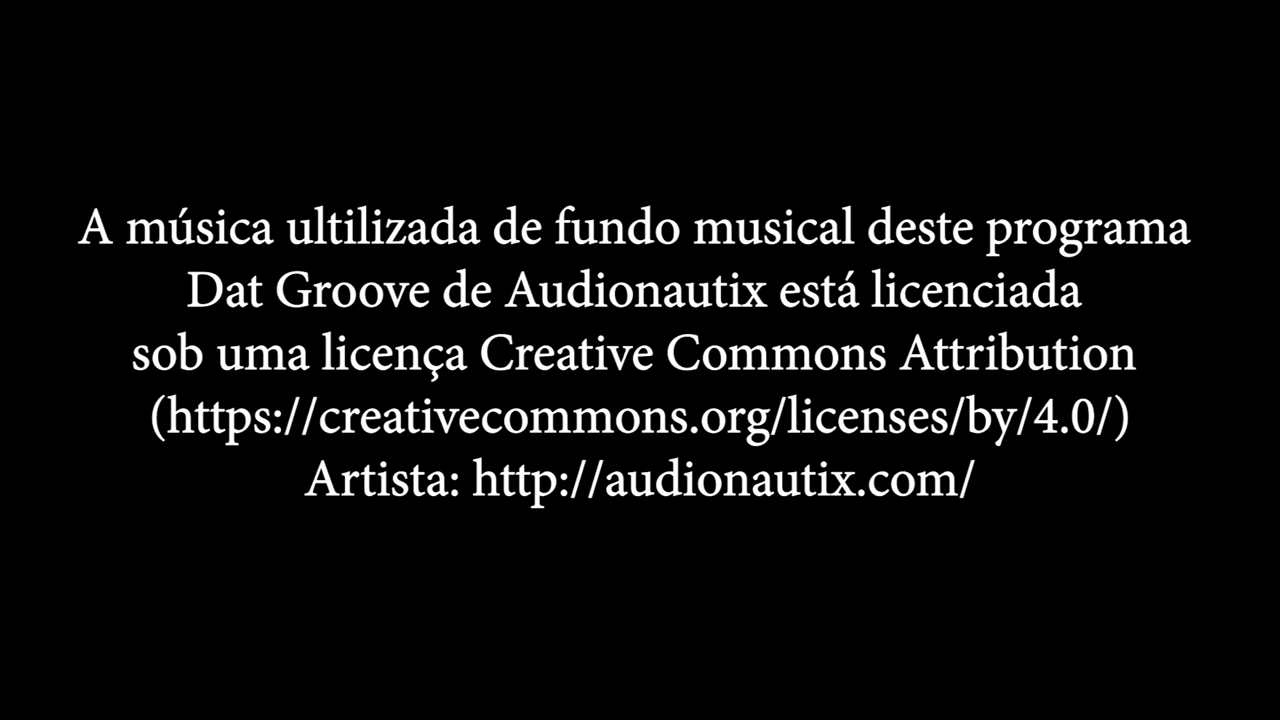 A música ultilizada de fundo musical deste programa
Dat Groove de Audionautix está licenciada
sob uma licença Creative Commons Attribution
(https://creativecommons.org/licenses/by/4.0/)
Artista: http://audionautix.com/